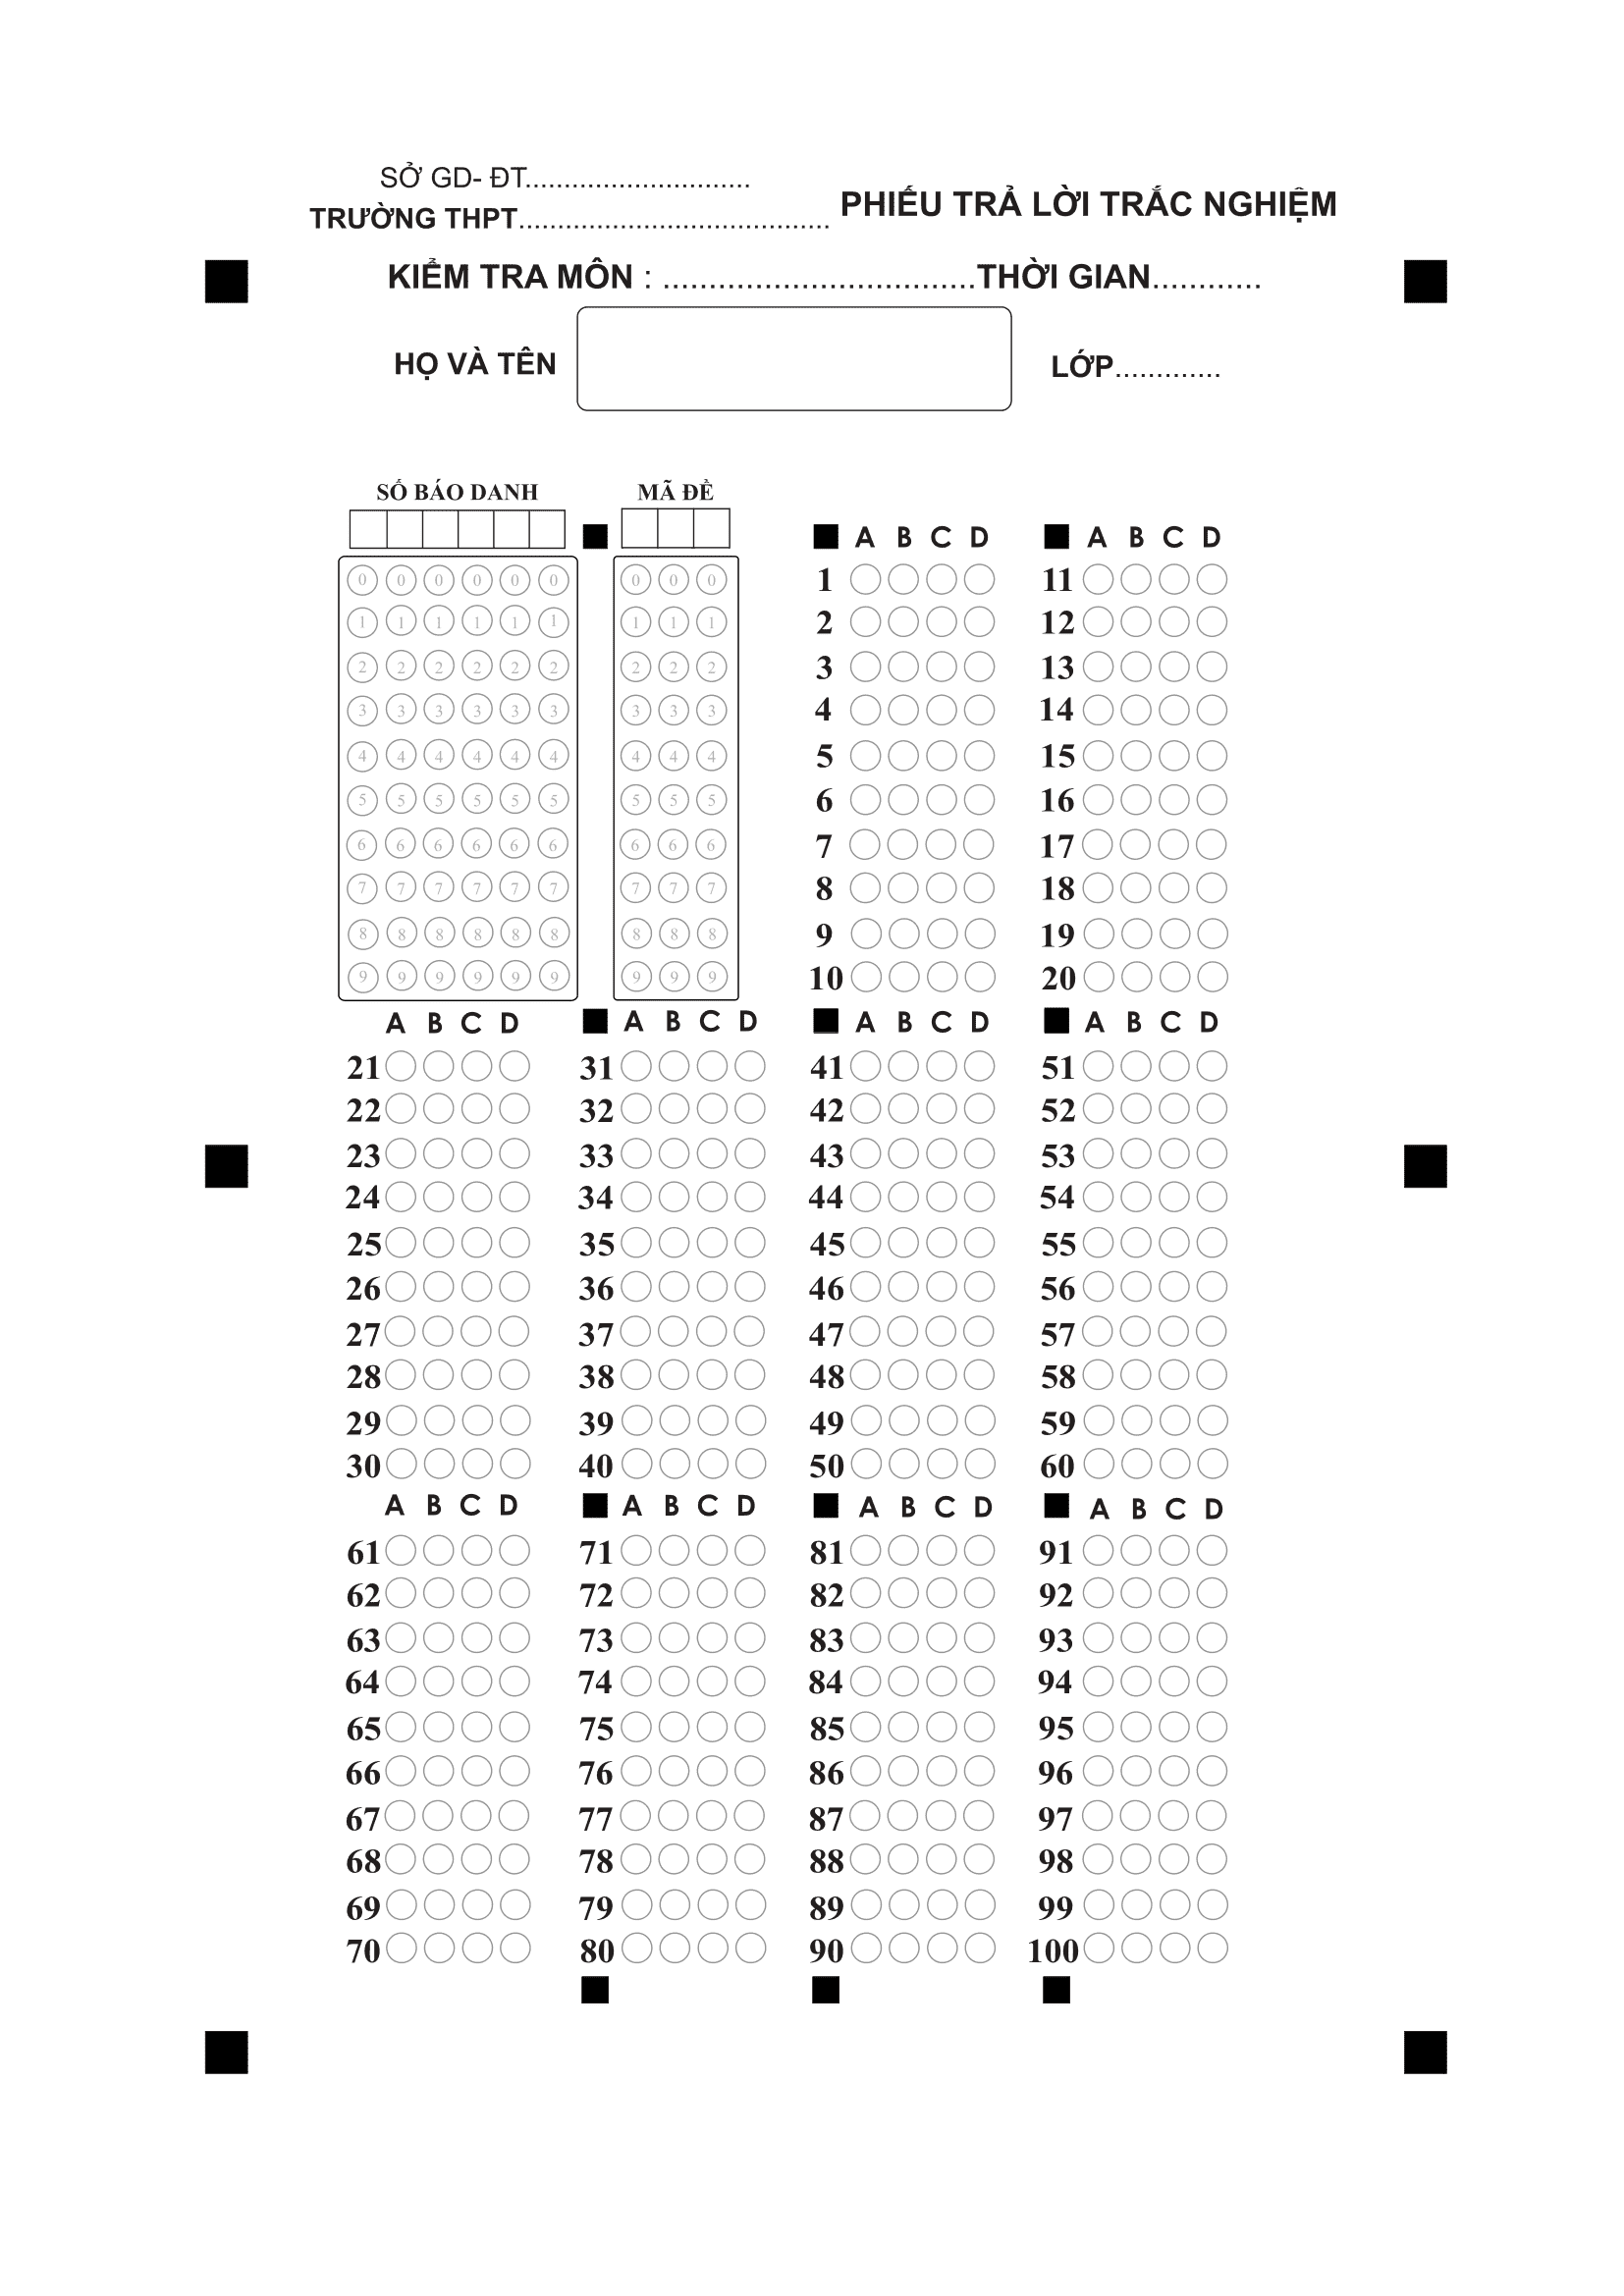 SỞ GD- ĐT.............................
TRƯỜNG THPT........................................
PHIẾU TRẢ LỜI TRẮC NGHIỆM
KIỂM TRA MÔN : ..................................THỜI GIAN............
HỌ VÀ TÊN
LỚP.............
SỐ BÁO DANH
MÃ ĐỀ
0 0 0 0 0 0
1 1 1 1 1 1
2 2 2 2 2 2
3 3 3 3 3 3
4 4 4 4 4 4
5 5 5 5 5 5
6 6 6 6 6 6
7 7 7 7 7 7
8 8 8 8 8 8
9 9 9 9 9 9
0 0 0
1 1 1
2 2 2
3 3 3
4 4 4
5 5 5
6 6 6
7 7 7
8 8 8
9 9 9
A B C D
1
2
3
4
5
6
7
8
9
10
A B C D
11
12
13
14
15
16
17
18
19
20
A B C D
21
22
23
24
25
26
27
28
29
30
A B C D
31
32
33
34
35
36
37
38
39
40
A B C D
41
42
43
44
45
46
47
48
49
50
A B C D
51
52
53
54
55
56
57
58
59
60
A B C D
61
62
63
64
65
66
67
68
69
70
A B C D
71
72
73
74
75
76
77
78
79
80
A B C D
81
82
83
84
85
86
87
88
89
90
A B C D
91
92
93
94
95
96
97
98
99
100